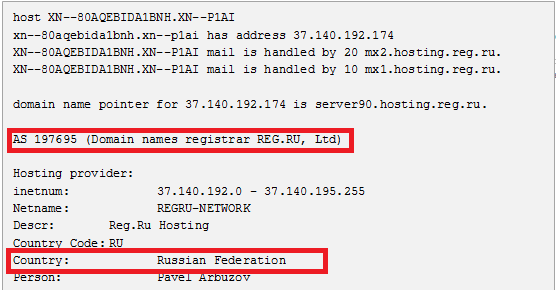 host XN--80AQEBIDA1BNH.XN--P1AI
xn--80aqebida1bnh.xn--p1ai has address 37.140.192.174
XN--80AQEBIDA1BNH.XN--P1AI mail is handled by 20 mx2.hosting.reg.ru.
XN--80AQEBIDA1BNH.XN--P1AI mail is handled by 10 mx1.hosting.reg.ru.
domain name pointer for 37.140.192.174 is server90.hosting.reg.ru.
AS 197695 (Domain names registrar REG.RU, Ltd)
Hosting provider:
inetnum: 37.140.192.0 - 37.140.195.255
Netname: REGRU-NETWORK
Descr: Reg.Ru Hosting
Country Code: RU
Country: Russian Federation
Person: Pavel Arbuzov